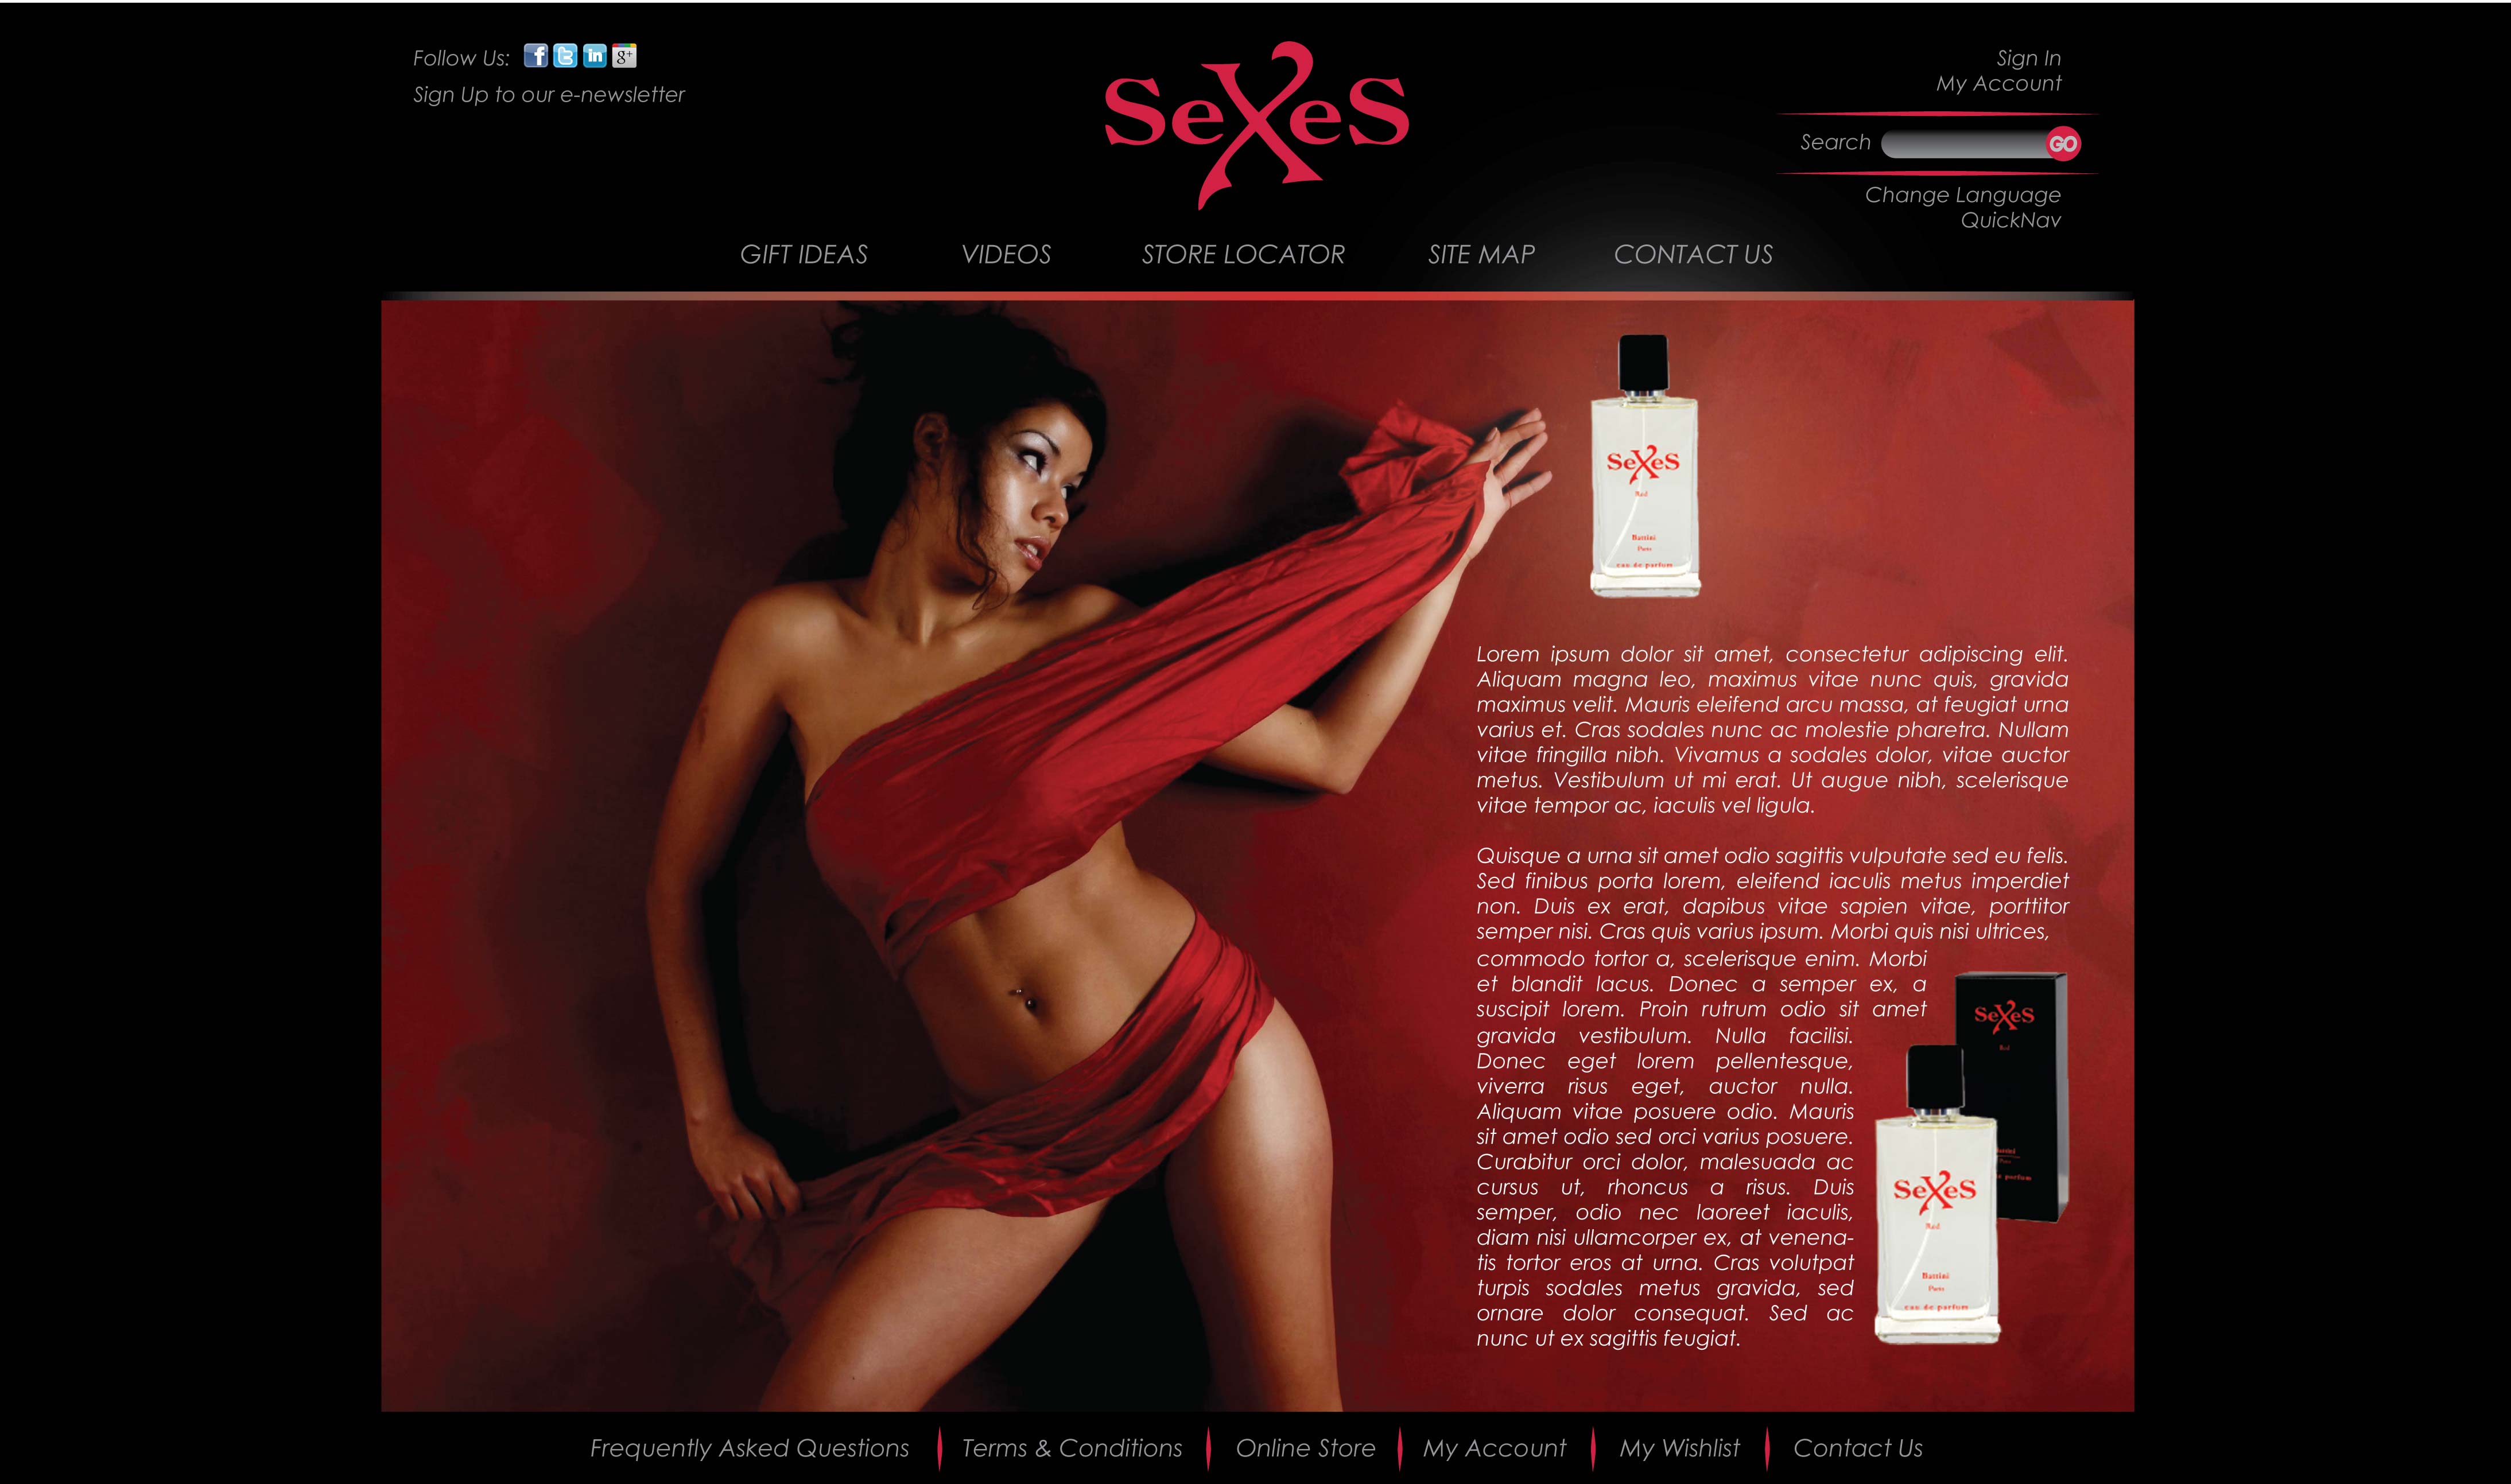 Follow Us:
Sign Up to our e-newsletter
SeXeS
Sign In
My Account
Search GO
Change Language
QuickNav
GIFT IDEAS VIDEOS STORE LOCATOR SITE MAP CONTACT US
SeXeS
Red
Battini
Paris
eau de parfum
Lorem ipsum dolor sit amet, consectetur adipiscing elit.
Aliquam magna leo, maximus vitae nunc quis, gravida
maximus velit. Mauris eleifend arcu massa, at feugiat urna
varius et. Cras sodales nunc ac molestie pharetra. Nullam
vitae fringilla nibh. Vivamus a sodales dolor, vitae auctor
metus. Vestibulum ut mi erat. Ut augue nibh, scelerisque
vitae tempor ac, iaculis vel ligula.
Quisque a urna sit amet odio sagittis vulputate sed eu felis.
Sed finibus porta lorem, eleifend iaculis metus imperdiet
non. Duis ex erat, dapibus vitae sapien vitae, porttitor
semper nisi. Cras quis varius ipsum. Morbi quis nisi ultrices,
commodo tortor a, scelerisque enim. Morbi
et blandit lacus. Donec a semper ex, a
suscipit lorem. Proin rutrum odio sit amet
gravida vestibulum. Nulla facilisi.
Donec eget lorem pellentesque,
viverra risus eget, auctor nulla.
Aliquam vitae posuere odio. Mauris
sit amet odio sed orci varius posuere.
Curabitur orci dolor, malesuada ac
cursus ut, rhoncus a risus. Duis
semper, odio nec laoreet iaculis,
diam nisi ullamcorper ex, at venena-
tis tortor eros at urna. Cras volutpat
turpis sodales metus gravida, sed
ornare dolor consequat. Sed ac
nunc ut ex sagittis feugiat.
SeXeS
Red
parfum
SeXeS
Red
Battini
Paris
eau de parfum
Frequently Asked Questions Terms & Conditions Online Store My Account My Wishlist Contact Us